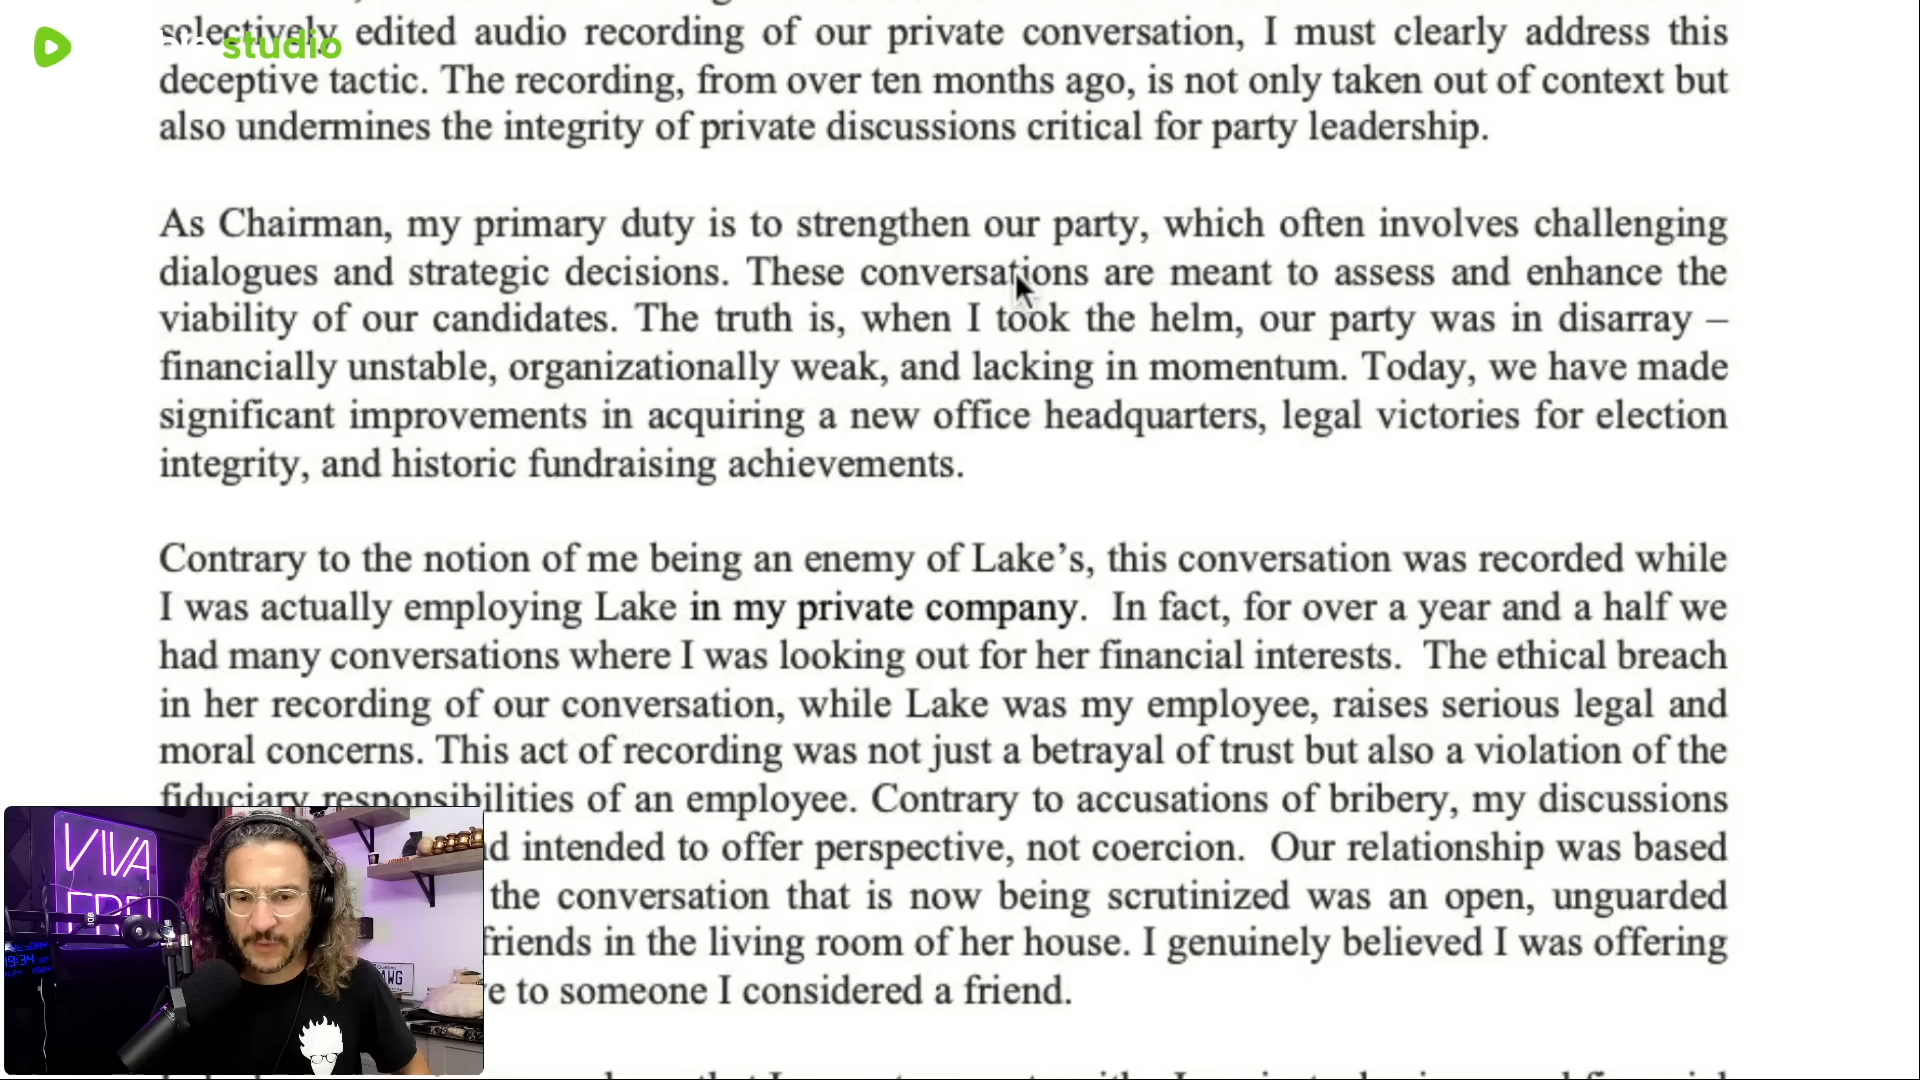 studio
selectively edited audio recording of our private conversation, I must clearly address this
deceptive tactic. The recording, from over ten months ago, is not only taken out of context but
also undermines the integrity of private discussions critical for party leadership.
As Chairman, my primary duty is to strengthen our party, which often involves challenging
dialogues and strategic decisions. These conversations are meant to assess and enhance the
viability of our candidates. The truth is, when I took the helm, our party was in disarray –
financially unstable, organizationally weak, and lacking in momentum. Today, we have made
significant improvements in acquiring a new office headquarters, legal victories for election
integrity, and historic fundraising achievements.
Contrary to the notion of me being an enemy of Lake’s, this conversation was recorded while
I was actually employing Lake in my private company. In fact, for over a year and a half we
had many conversations where I was looking out for her financial interests. The ethical breach
in her recording of our conversation, while Lake was my employee, raises serious legal and
moral concerns. This act of recording was not just a betrayal of trust but also a violation of the
fiduciary responsibilities of an employee. Contrary to accusations of bribery, my discussions
intended to offer perspective, not coercion. Our relationship was based
the conversation that is now being scrutinized was an open, unguarded
friends in the living room of her house. I genuinely believed I was offering
to someone I considered a friend.
VIVA
FREI